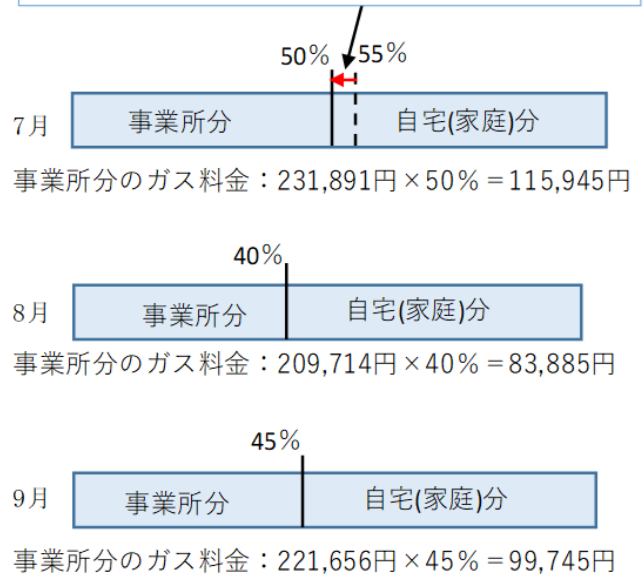 50％ 55％
7月 事業所分 自宅(家庭)分
事業所分のガス料金：231,891円×50％＝115,945円
40％
8月 事業所分 自宅(家庭)分
事業所分のガス料金：209,714円×40％＝83,885円
45％
9月 事業所分 自宅(家庭)分
事業所分のガス料金：221,656円×45％＝99,745円